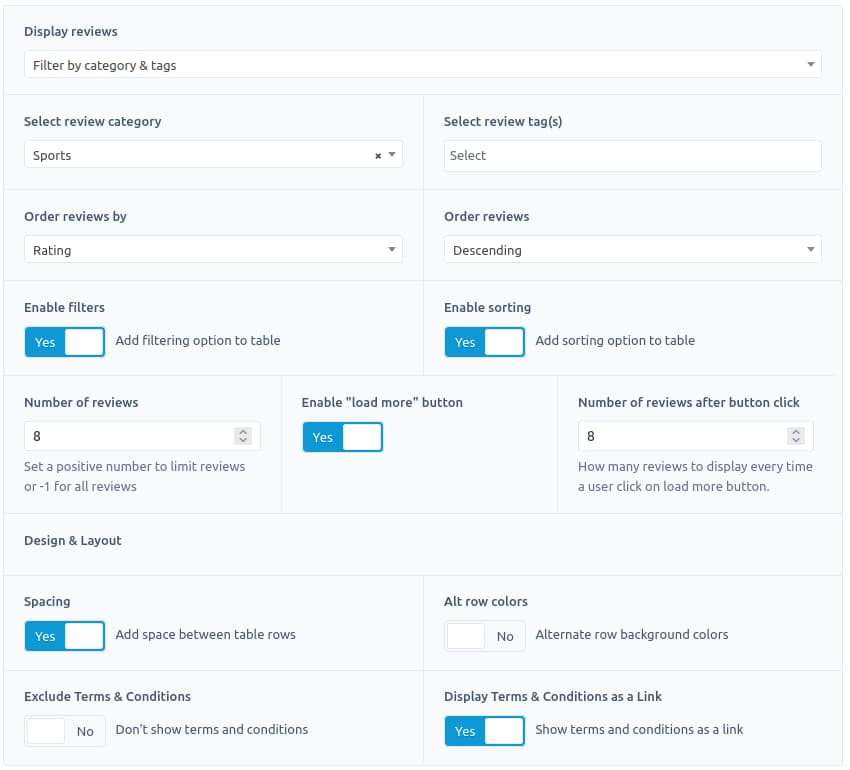 Display reviews
Filter by category & tags
Select review category
Select review tag(s)
Sports ×
Select
Order reviews by
Order reviews
Rating
Descending
Enable filters
Enable sorting
Yes Add filtering option to table
Yes Add sorting option to table
Number of reviews
Enable "load more" button
Number of reviews after button click
8
Yes
8
Set a positive number to limit reviews
or -1 for all reviews
How many reviews to display every time
a user click on load more button.
Design & Layout
Spacing
Alt row colors
Yes Add space between table rows
No Alternate row background colors
Exclude Terms & Conditions
Display Terms & Conditions as a Link
No Don't show terms and conditions
Yes Show terms and conditions as a link